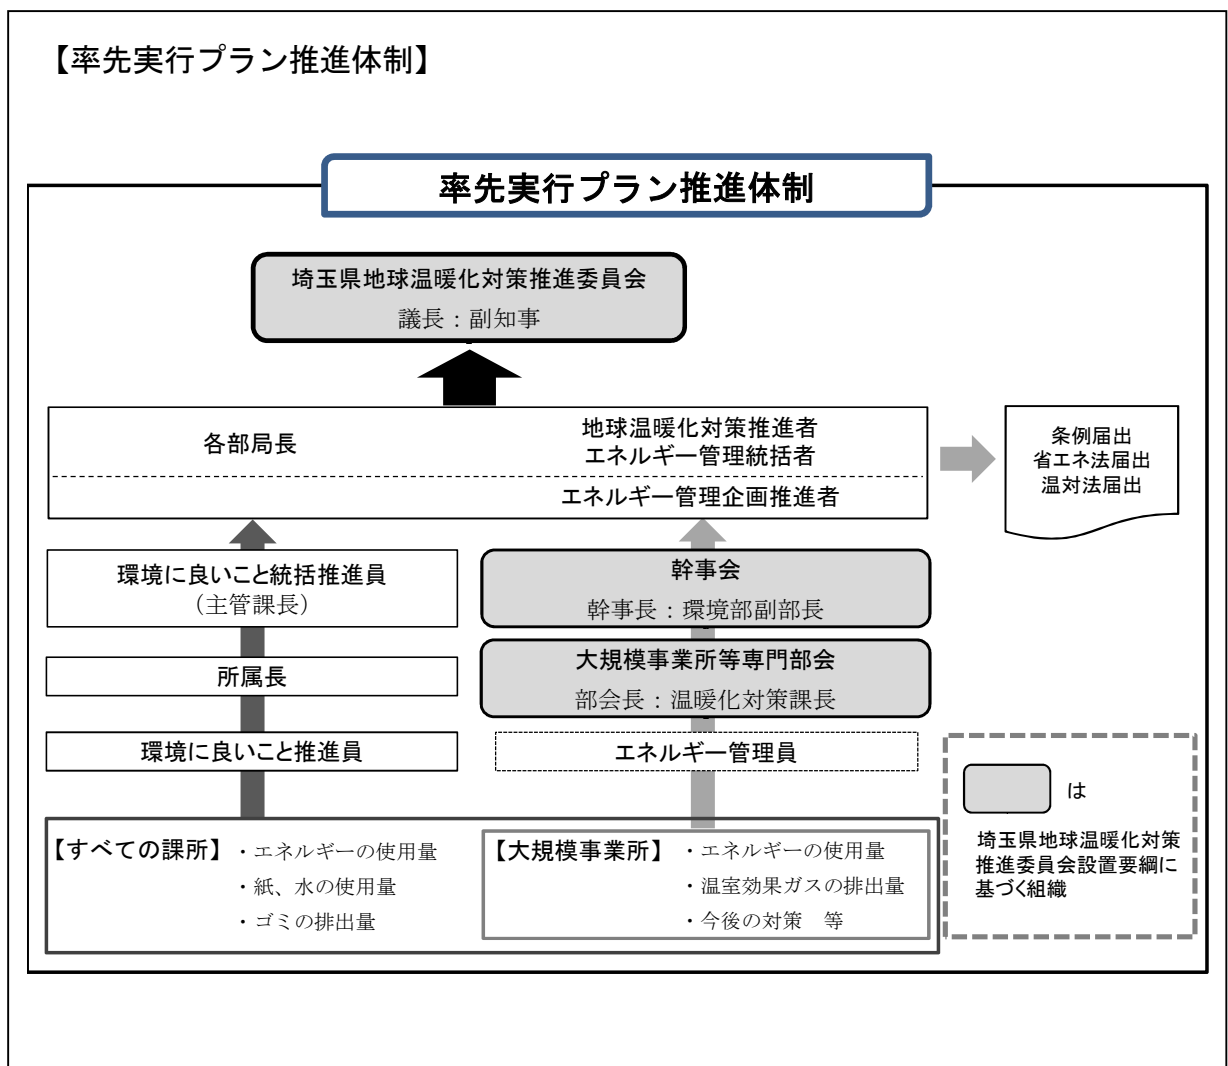 【率先実行プラン推進体制】
率先実行プラン推進体制
埼玉県地球温暖化対策推進委員会
議長：副知事
各部局長
地球温暖化対策推進者
エネルギー管理統括者
エネルギー管理企画推進者
条例届出
省エネ法届出
温対法届出
環境に良いこと統括推進員
（主管課長）
所属長
環境に良いこと推進員
幹事会
幹事長：環境部副部長
大規模事業所等専門部会
部会長：温暖化対策課長
エネルギー管理員
【すべての課所】
・エネルギーの使用量
・紙、水の使用量
・ゴミの排出量
【大規模事業所】
・エネルギーの使用量
・温室効果ガスの排出量
・今後の対策　等
は
埼玉県地球温暖化対策
推進委員会設置要綱に
基づく組織